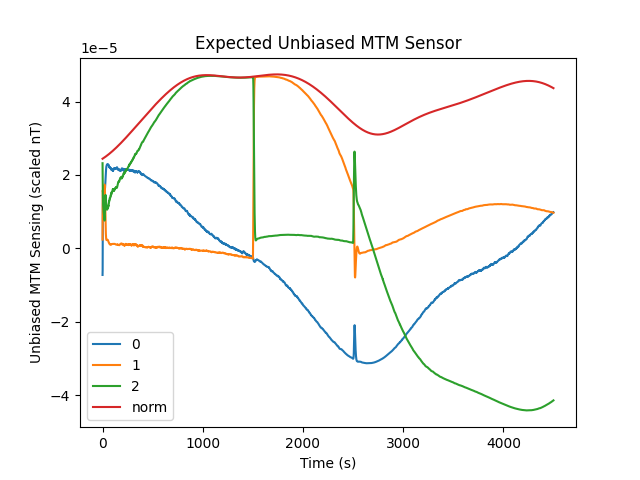 Expected Unbiased MTM Sensor
1e−5
4
2
0
−2
−4
Unbiased MTM Sensing (scaled nT)
0
1
2
norm
0 1000 2000 3000 4000
Time (s)